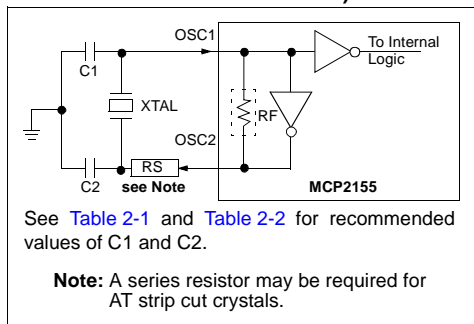 OSC1
To Internal
Logic
C1
XTAL
RF
OSC2
RS
C2
see Note
MCP2155
See Table 2-1 and Table 2-2 for recommended
values of C1 and C2.
Note: A series resistor may be required for
AT strip cut crystals.